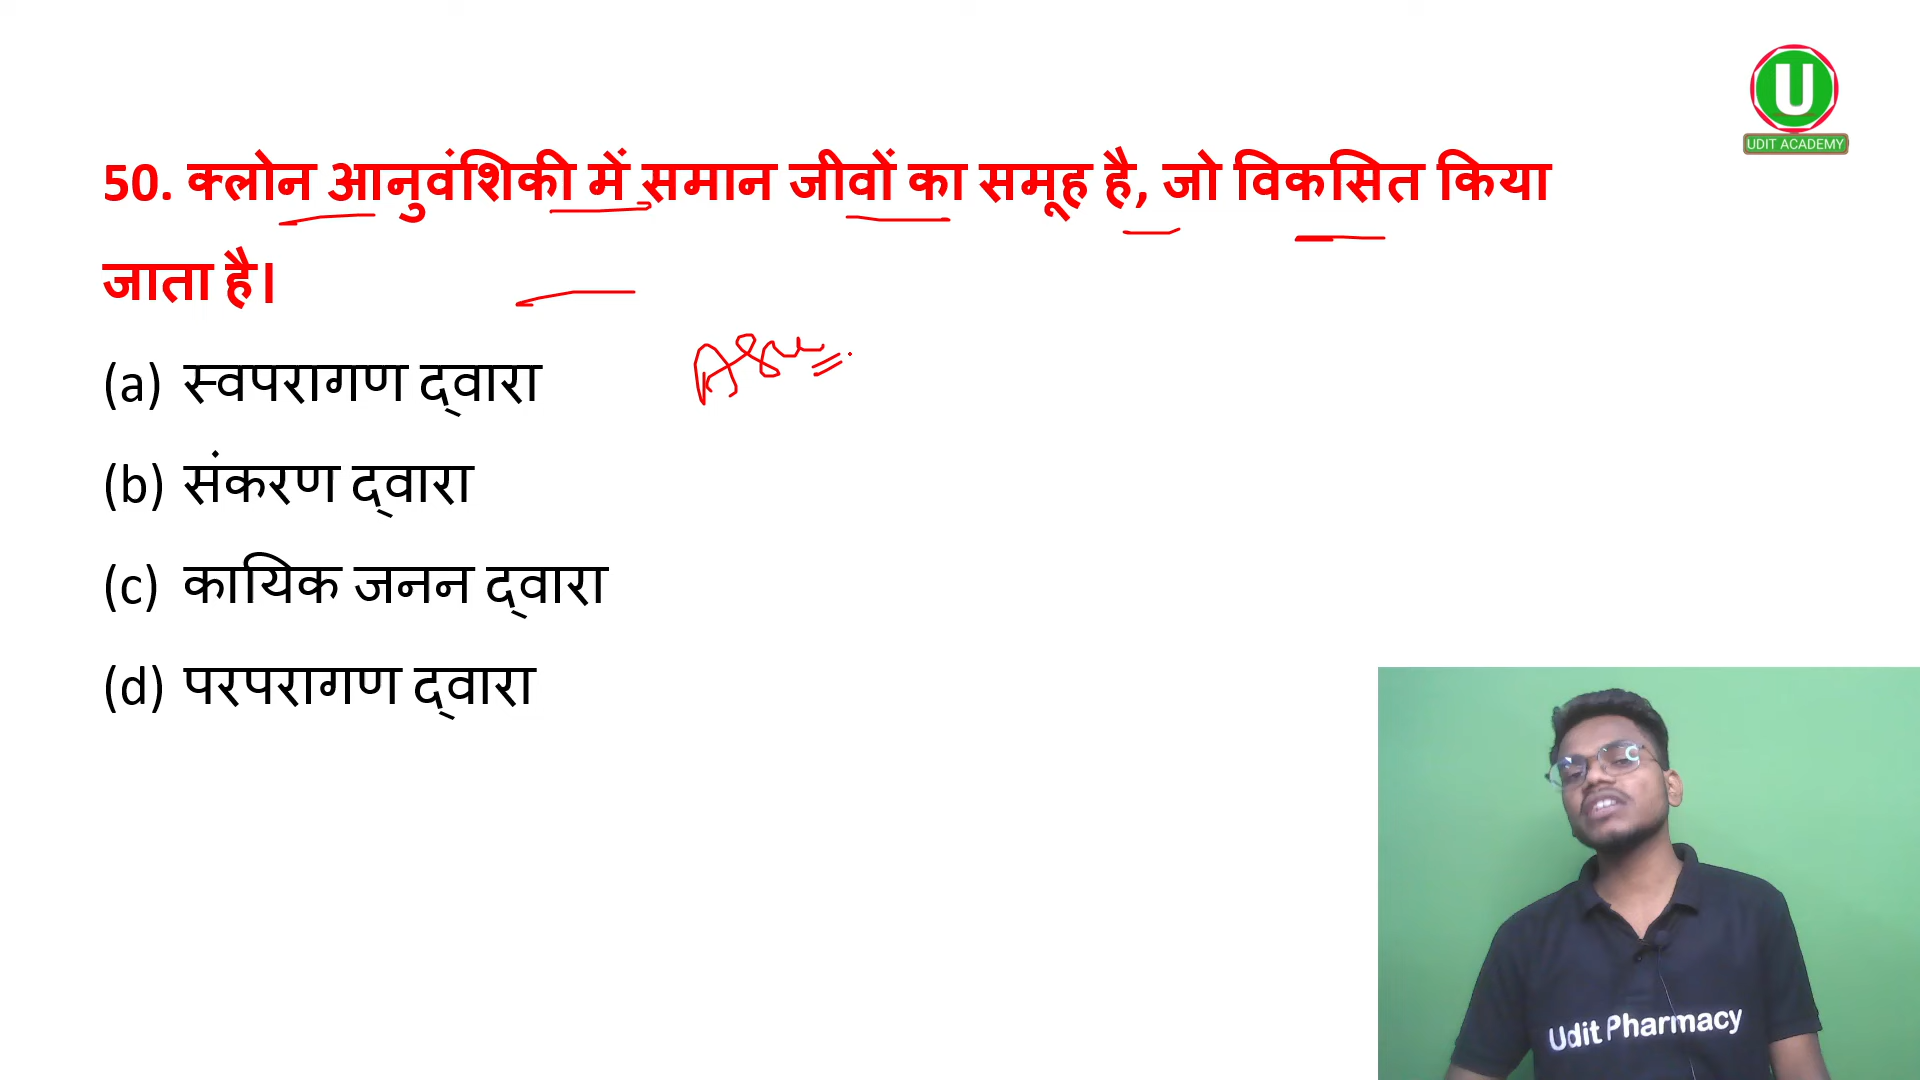 U
UDIT ACADEMY
50. क्लोन आनुवंशिकी में समान जीवों का समूह है, जो विकसित किया
जाता है।
(a) स्वपरागण द्वारा
(b) संकरण द्वारा
(c) कायिक जनन द्वारा
(d) परपरागण द्वारा
Udit Pharmacy